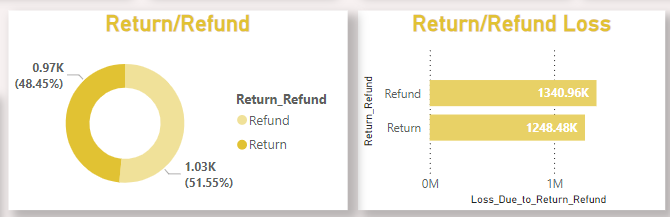 Return/Refund
0.97K
(48.45%)
Return_Refund
Refund
Return
1.03K
(51.55%)
Return/Refund Loss
Return_Refund
Refund
1340.96K
Return
1248.48K
0M
1M
Loss_Due_to_Return_Refund